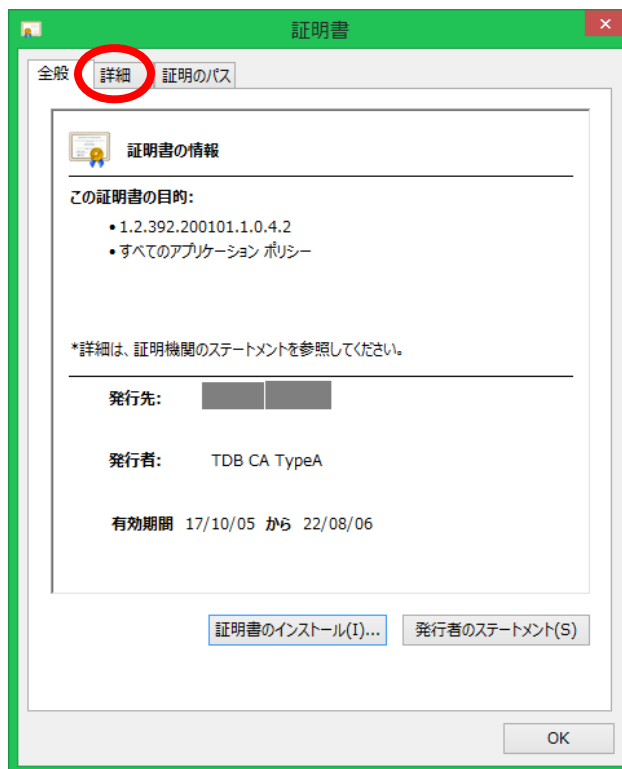 証明書
全般 詳細 証明のパス
証明書の情報
この証明書の目的:
• 1.2.392.200101.1.0.4.2
• すべてのアプリケーション ポリシー
*詳細は、証明機関のステートメントを参照してください。
発行先:
発行者: TDB CA TypeA
有効期間 17/10/05 から 22/08/06
証明書のインストール(I)... 発行者のステートメント(S)
OK